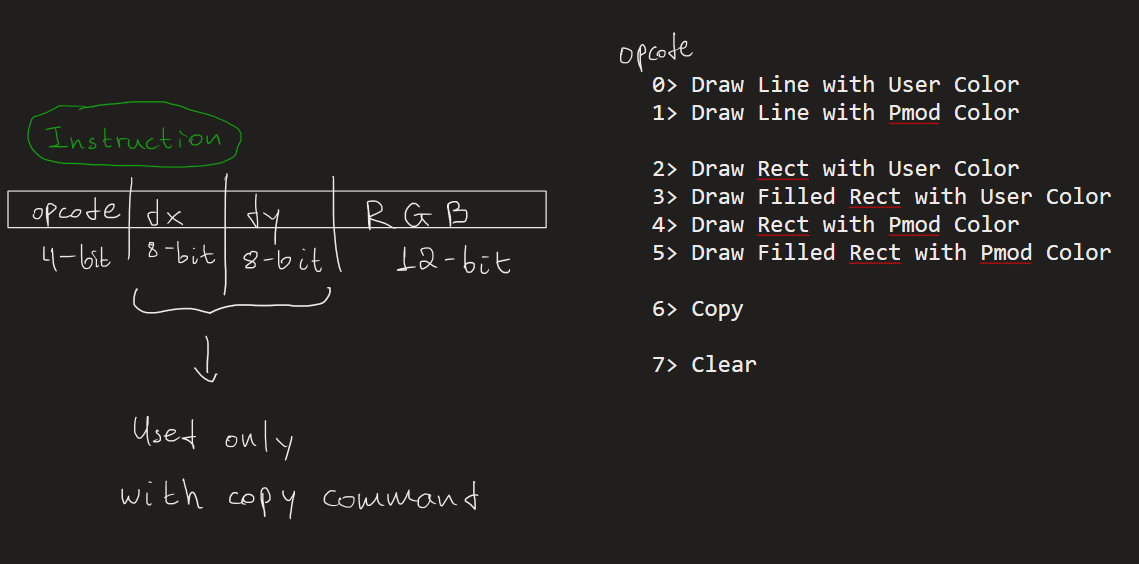 Instruction
opcode dx dy R G B
4-bit 8-bit 8-bit 12-bit
Used only
with copy command
opcode
0> Draw Line with User Color
1> Draw Line with Pmod Color
2> Draw Rect with User Color
3> Draw Filled Rect with User Color
4> Draw Rect with Pmod Color
5> Draw Filled Rect with Pmod Color
6> Copy
7> Clear